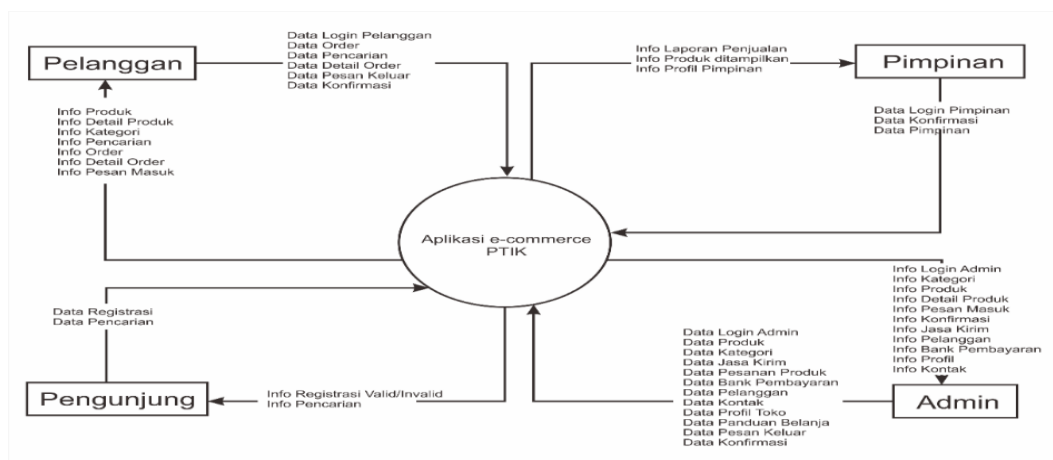 Pelanggan
Data Login Pelanggan
Data Order
Data Pencarian
Data Detail Order
Data Pesan Keluar
Data Konfirmasi
Info Laporan Penjualan
Info Produk ditampilkan
Info Profil Pimpinan
Pimpinan
Info Produk
Info Detail Produk
Info Kategori
Info Pencarian
Info Order
Info Detail Order
Info Pesan Masuk
Data Login Pimpinan
Data Konfirmasi
Data Pimpinan
Aplikasi e-commerce
PTIK
Data Registrasi
Data Pencarian
Info Login Admin
Info Kategori
Info Produk
Info Detail Produk
Info Pesan Masuk
Info Konfirmasi
Info Jasa Kirim
Info Pelanggan
Info Bank Pembayaran
Info Profil
Info Kontak
Data Login Admin
Data Produk
Data Kategori
Data Jasa Kirim
Data Pesanan Produk
Data Bank Pembayaran
Data Pelanggan
Data Kontak
Data Profil Toko
Data Panduan Belanja
Data Pesan Keluar
Data Konfirmasi
Pengunjung
Info Registrasi Valid/Invalid
Info Pencarian
Admin